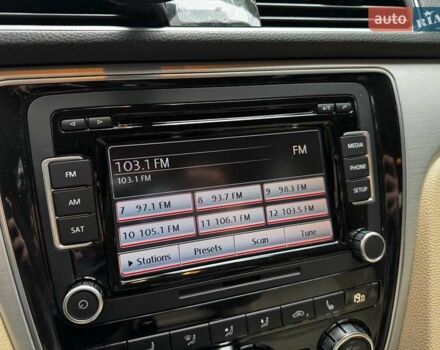 auto RIA
MEDIA
PHONE
SETUP
FM
AM
SAT
103.1 FM
FM
103.1 FM
7 97.1 FM
8 93.7 FM
9 98.3 FM
10 105.1 FM
11 106.1 FM
12 103.5 FM
Stations
Presets
Scan
Tune